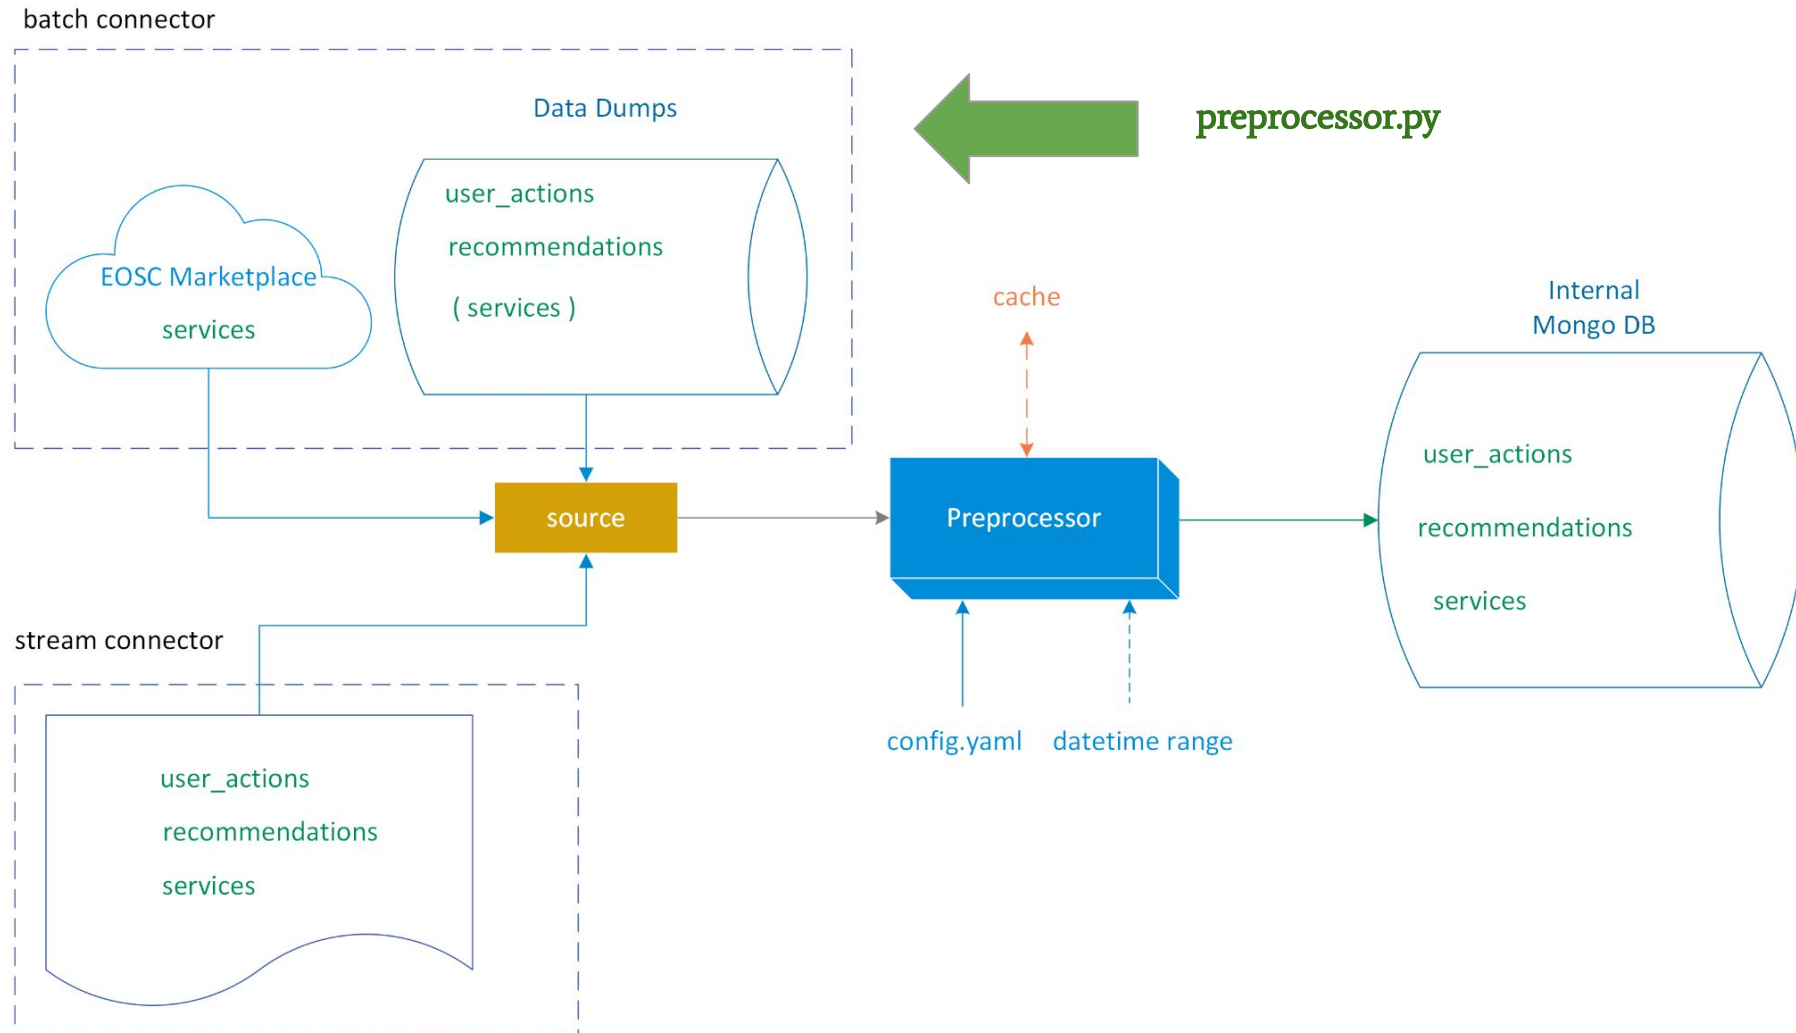 batch connector
Data Dumps
preprocessor.py
user_actions
recommendations
( services )
EOSC Marketplace
services
cache
Internal
Mongo DB
source
Preprocessor
user_actions
recommendations
services
stream connector
config.yaml
datetime range
user_actions
recommendations
services